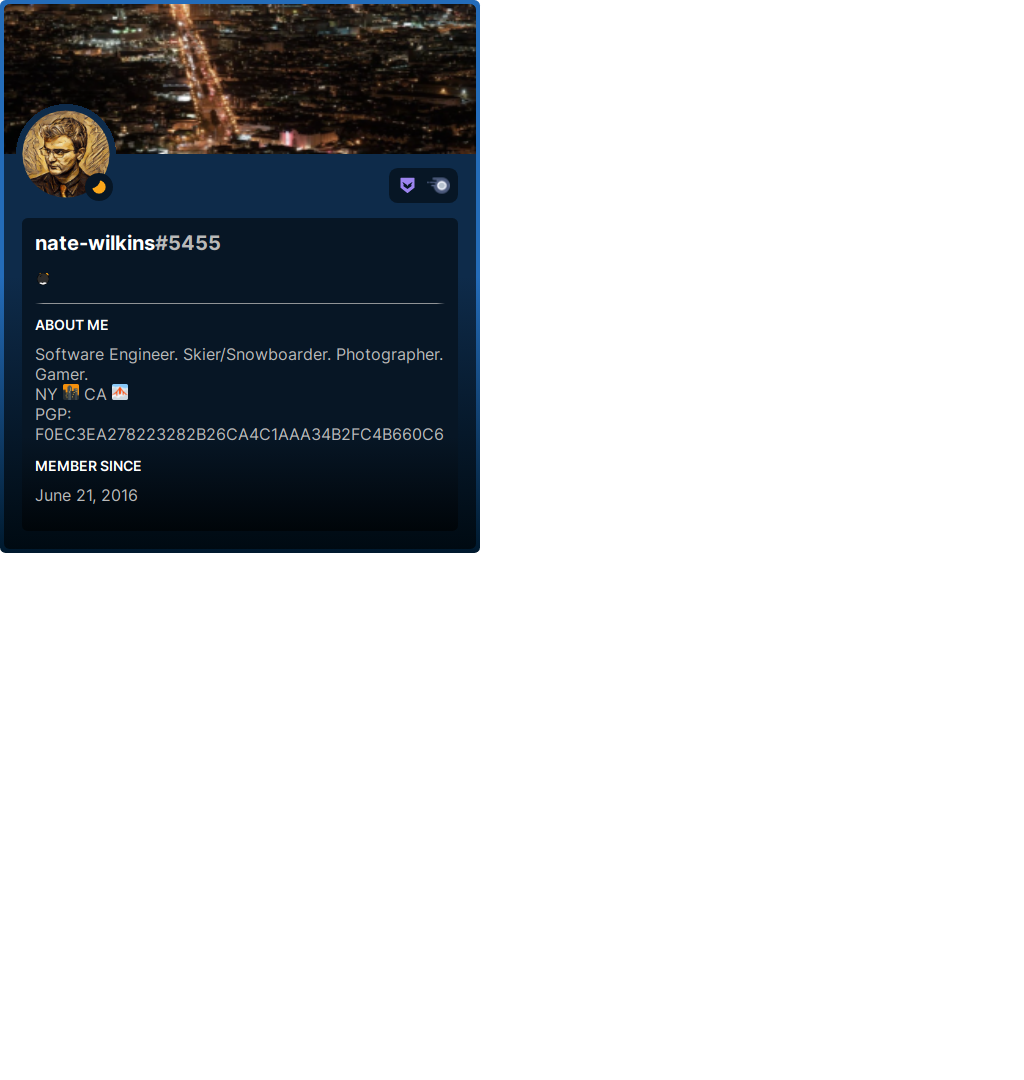 nate-wilkins#5455
ABOUT ME
Software Engineer. Skier/Snowboarder. Photographer.
Gamer.
NY 🌇 CA ⛱
PGP:
F0EC3EA278223282B26CA4C1AAA34B2FC4B660C6
MEMBER SINCE
June 21, 2016